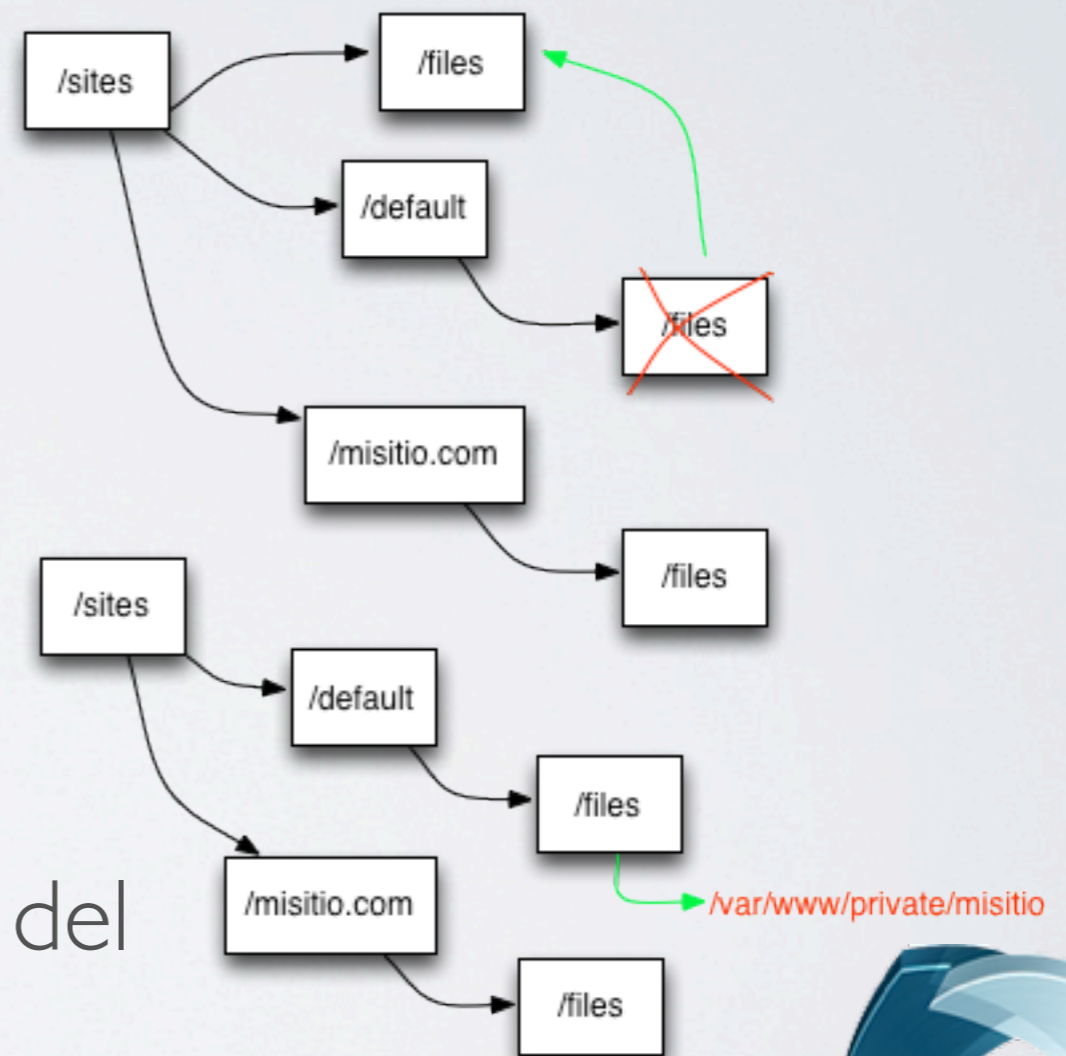 /sites
/files
/default
/files
/misitio.com
/files
/sites
/default
/files
/misitio.com
/var/www/private/misitio
del
/files